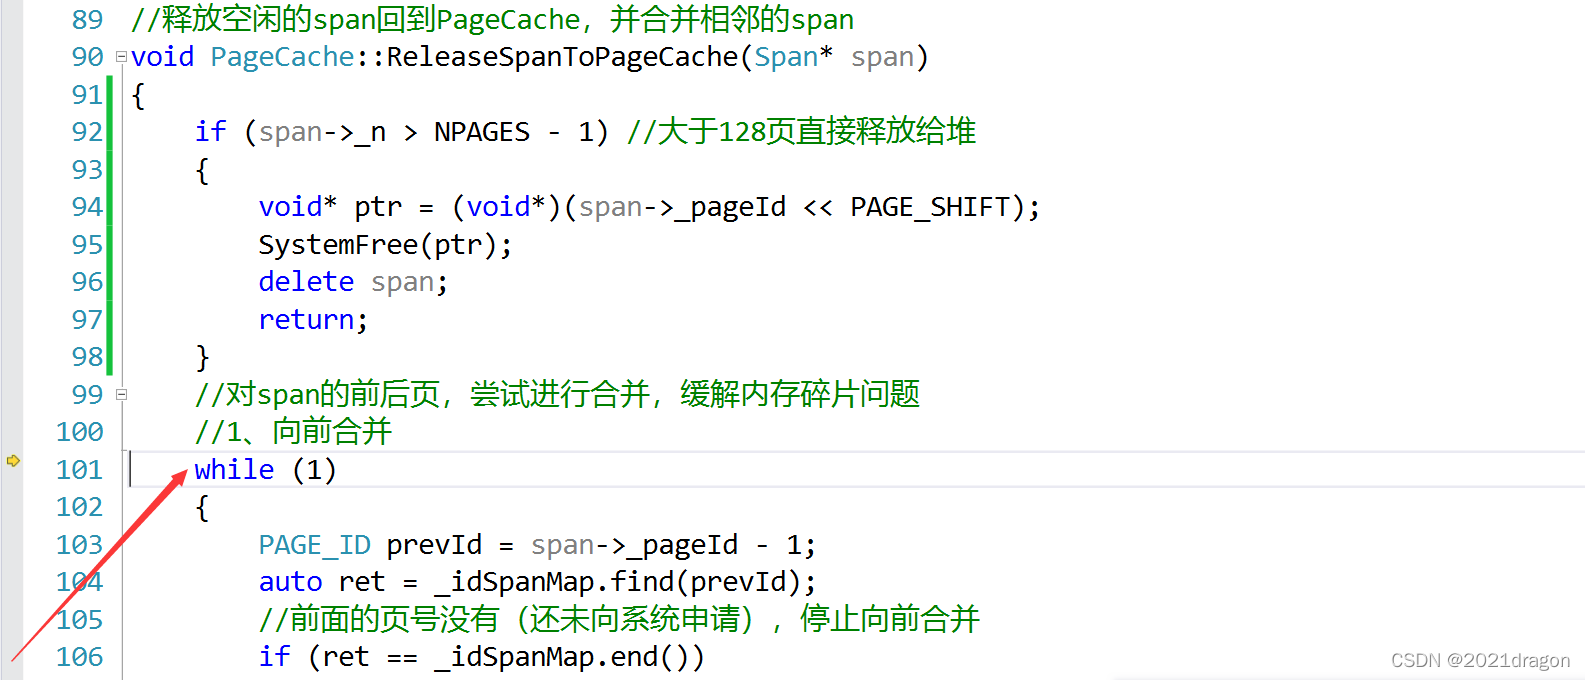 89 //释放空闲的span回到PageCache，并合并相邻的span
90 void PageCache::ReleaseSpanToPageCache(Span* span)
91 {
92 if (span->_n > NPAGES - 1) //大于128页直接释放给堆
93 {
94 void* ptr = (void*)(span->_pageId << PAGE_SHIFT);
95 SystemFree(ptr);
96 delete span;
97 return;
98 }
99 //对span的前后页，尝试进行合并，缓解内存碎片问题
100 //1、向前合并
101 while (1)
102 {
103 PAGE_ID prevId = span->_pageId - 1;
104 auto ret = _idSpanMap.find(prevId);
105 //前面的页号没有（还未向系统申请），停止向前合并
106 if (ret == _idSpanMap.end())
CSDN @2021dragon